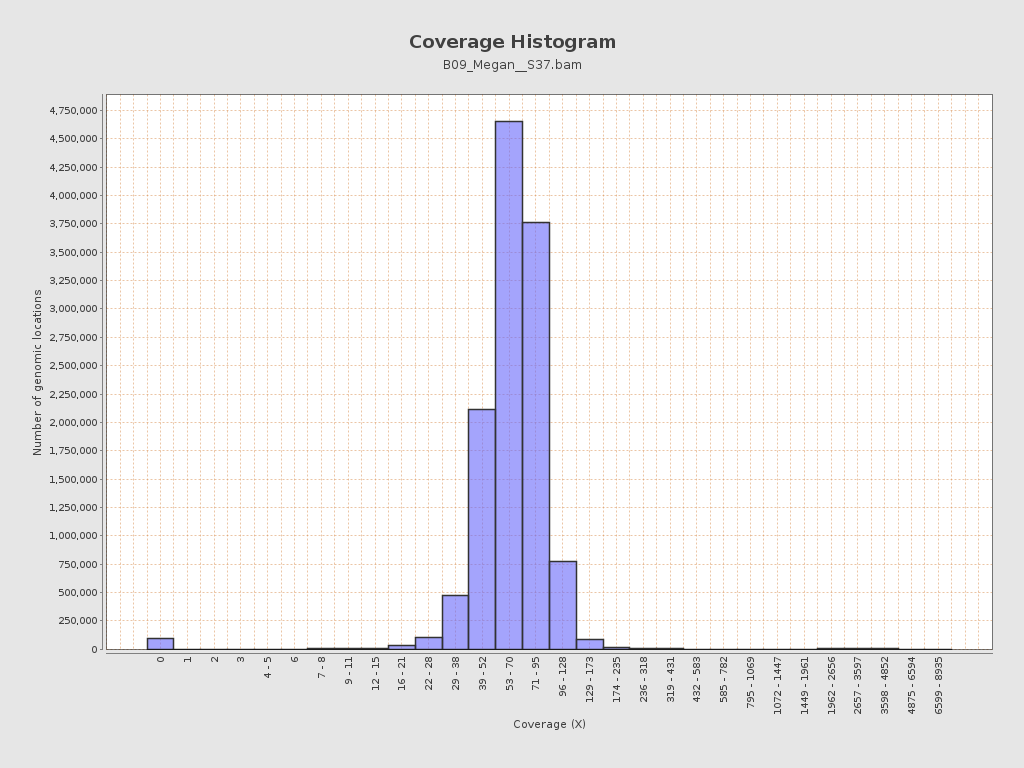 Coverage Histogram
B09_Megan__S37.bam
Number of genomic locations
4,750,000
4,500,000
4,250,000
4,000,000
3,750,000
3,500,000
3,250,000
3,000,000
2,750,000
2,500,000
2,250,000
2,000,000
1,750,000
1,500,000
1,250,000
1,000,000
750,000
500,000
250,000
0
0
1
2
3
4 - 5
6
7 - 8
9 - 11
12 - 15
16 - 21
22 - 28
29 - 38
39 - 52
53 - 70
71 - 95
96 - 128
129 - 173
174 - 235
236 - 318
319 - 431
432 - 583
585 - 782
795 - 1069
1072 - 1447
1449 - 1961
1962 - 2656
2657 - 3597
3598 - 4852
4875 - 6594
6599 - 8935
Coverage (X)